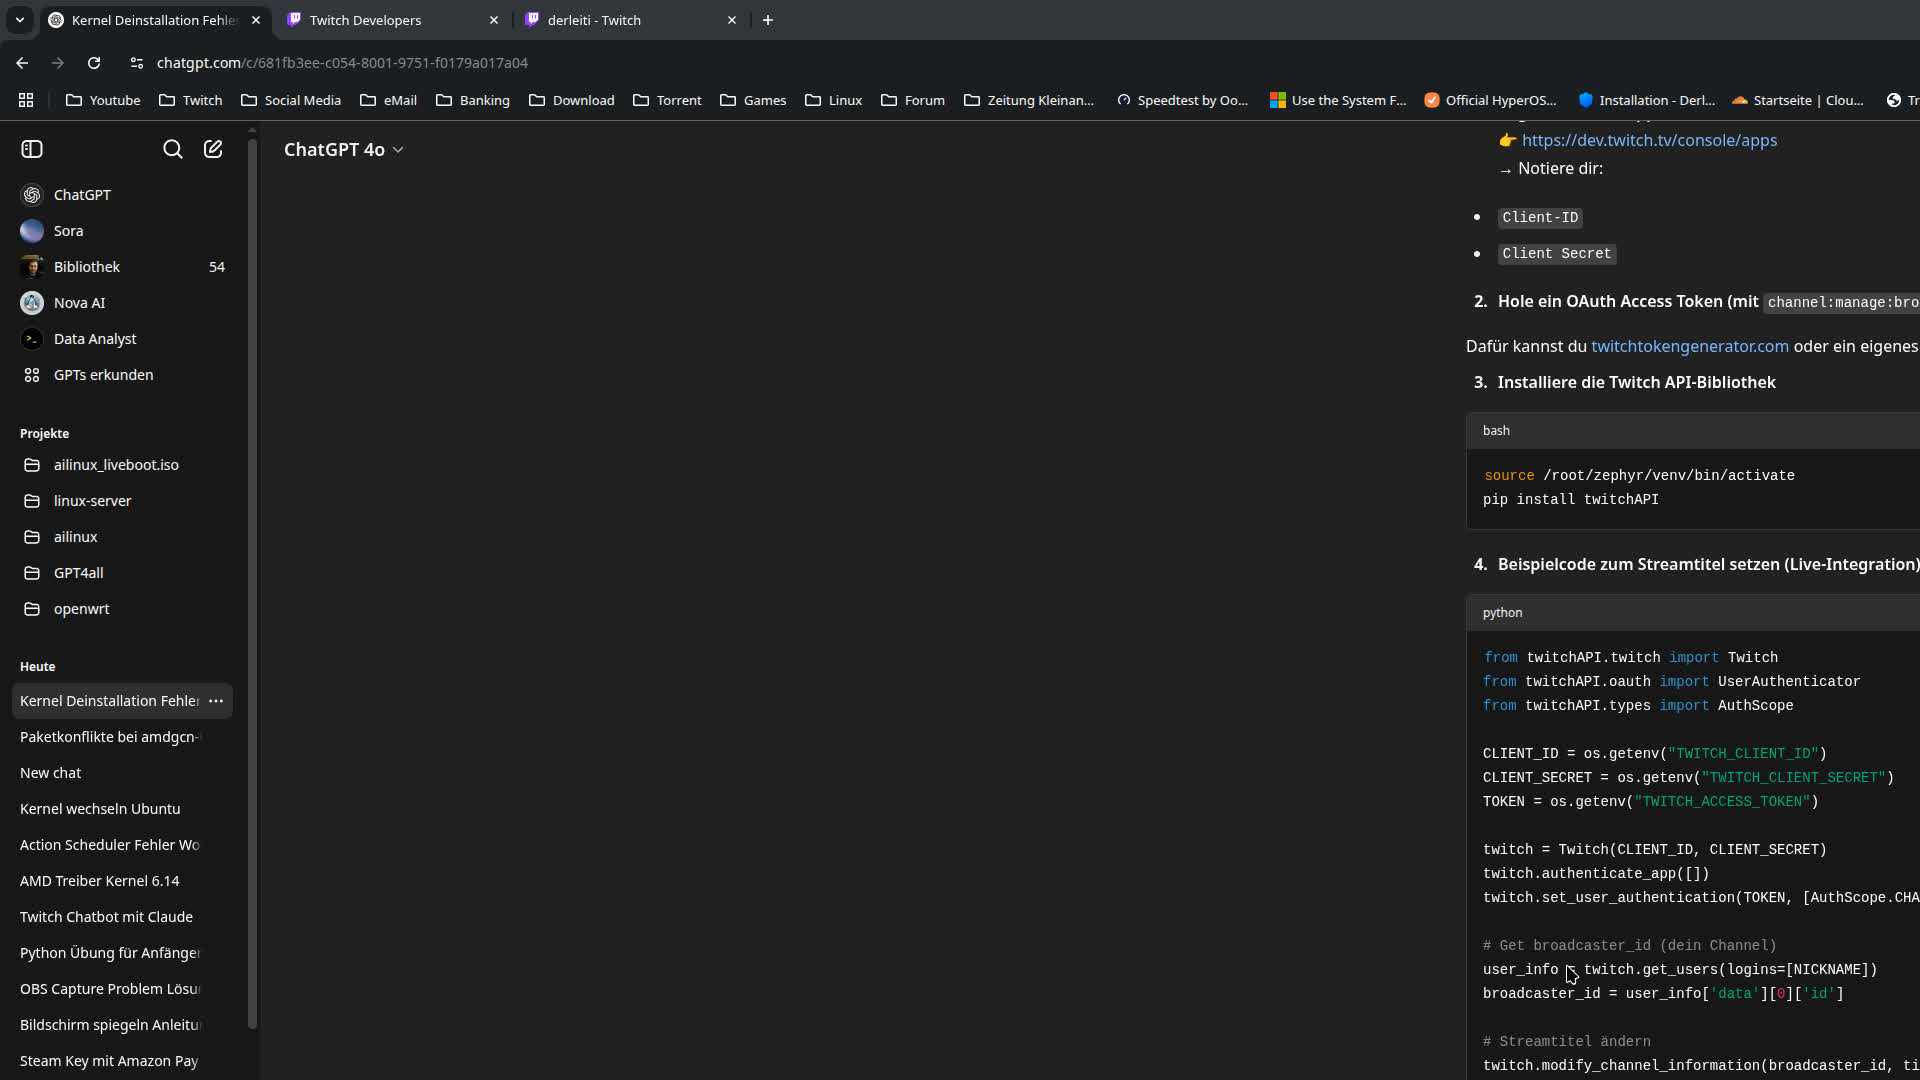 Kernel Deinstallation Fehle
Twitch Developers
derleiti - Twitch
chatgpt.com/c/681fb3ee-c054-8001-9751-f0179a017a04
Youtube
Twitch
Social Media
eMail
Banking
Download
Torrent
Games
Linux
Forum
Zeitung Kleinan...
Speedtest by Oo...
Use the System F...
Official HyperOS...
Installation - Derl...
Startseite | Clou...
Tr
ChatGPT 4o
ChatGPT
Sora
Bibliothek 54
Nova AI
Data Analyst
GPTs erkunden
Projekte
ailinux_liveboot.iso
linux-server
ailinux
GPT4all
openwrt
Heute
Kernel Deinstallation Fehler
Paketkonflikte bei amdgcn-
New chat
Kernel wechseln Ubuntu
Action Scheduler Fehler Wo
AMD Treiber Kernel 6.14
Twitch Chatbot mit Claude
Python Übung für Anfänger
OBS Capture Problem Lösu
Bildschirm spiegeln Anleitu
Steam Key mit Amazon Pay
👉 https://dev.twitch.tv/console/apps
→ Notiere dir:
• Client-ID
• Client Secret
2. Hole ein OAuth Access Token (mit channel:manage:bro
Dafür kannst du twitchtokengenerator.com oder ein eigenes
3. Installiere die Twitch API-Bibliothek
bash
source /root/zephyr/venv/bin/activate
pip install twitchAPI
4. Beispielcode zum Streamtitel setzen (Live-Integration)
python
from twitchAPI.twitch import Twitch
from twitchAPI.oauth import UserAuthenticator
from twitchAPI.types import AuthScope
CLIENT_ID = os.getenv("TWITCH_CLIENT_ID")
CLIENT_SECRET = os.getenv("TWITCH_CLIENT_SECRET")
TOKEN = os.getenv("TWITCH_ACCESS_TOKEN")
twitch = Twitch(CLIENT_ID, CLIENT_SECRET)
twitch.authenticate_app([])
twitch.set_user_authentication(TOKEN, [AuthScope.CHA
# Get broadcaster_id (dein Channel)
user_info = twitch.get_users(logins=[NICKNAME])
broadcaster_id = user_info['data'][0]['id']
# Streamtitel ändern
twitch.modify_channel_information(broadcaster_id, ti